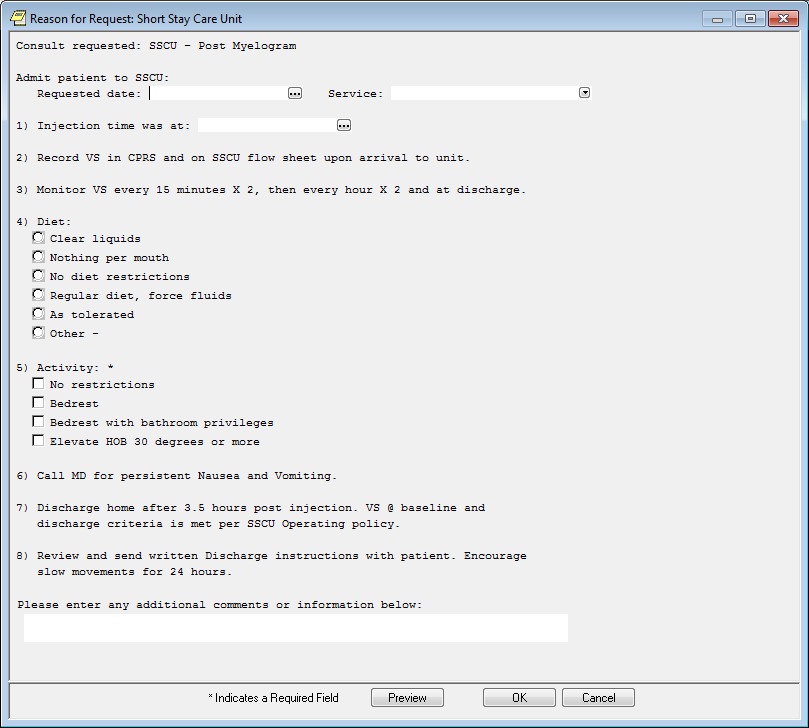 Reason for Request: Short Stay Care Unit
Consult requested: SSCU - Post Myelogram
Admit patient to SSCU:
Requested date: Service:
1) Injection time was at:
2) Record VS in CPRS and on SSCU flow sheet upon arrival to unit.
3) Monitor VS every 15 minutes X 2, then every hour X 2 and at discharge.
4) Diet:
Clear liquids
Nothing per mouth
No diet restrictions
Regular diet, force fluids
As tolerated
Other -
5) Activity: *
No restrictions
Bedrest
Bedrest with bathroom privileges
Elevate HOB 30 degrees or more
6) Call MD for persistent Nausea and Vomiting.
7) Discharge home after 3.5 hours post injection. VS @ baseline and
discharge criteria is met per SSCU Operating policy.
8) Review and send written Discharge instructions with patient. Encourage
slow movements for 24 hours.
Please enter any additional comments or information below:
* Indicates a Required Field Preview OK Cancel